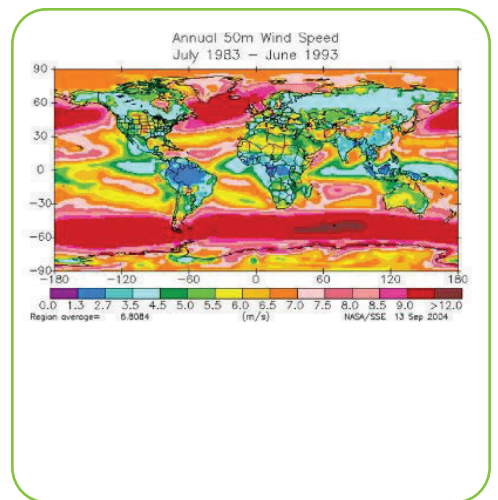 Annual 50m Wind Speed
July 1983 – June 1993
90
60
30
0
−30
−60
−90
−180 −120 −60 0 60 120 180
0.0 1.3 2.7 3.5 4.5 5.0 5.5 6.0 6.5 7.0 7.5 8.0 8.5 9.0 >12.0
Region average= 6.8084 (m/s) NASA/SSE 13 Sep 2004